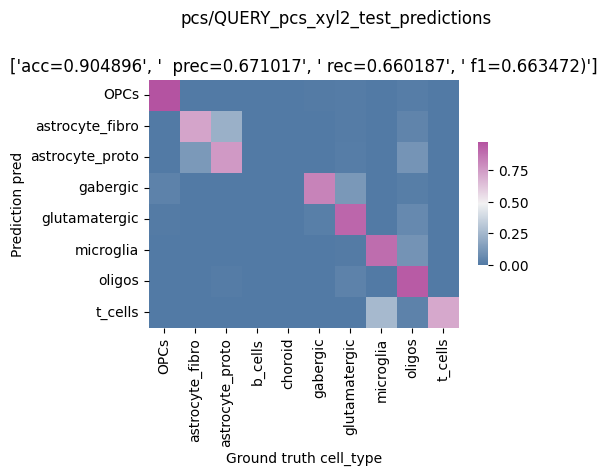 pcs/QUERY_pcs_xyl2_test_predictions
['acc=0.904896', '  prec=0.671017', ' rec=0.660187', ' f1=0.663472)']
OPCs
astrocyte_fibro
astrocyte_proto
gabergic
glutamatergic
microglia
oligos
t_cells
Prediction pred
0.75
0.50
0.25
0.00
OPCs
astrocyte_fibro
astrocyte_proto
b_cells
choroid
gabergic
glutamatergic
microglia
oligos
t_cells
Ground truth cell_type